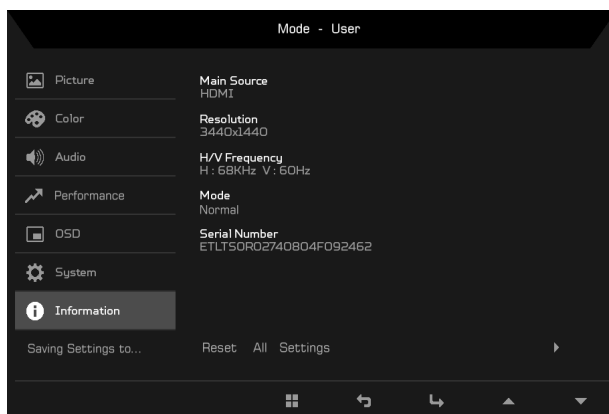 Mode - User
Picture
Color
Audio
Performance
OSD
System
Information
Saving Settings to...
Main Source
HDMI
Resolution
3440x1440
H/V Frequency
H : 68KHz V : 60Hz
Mode
Normal
Serial Number
ETLTS0R02740804F092462
Reset All Settings